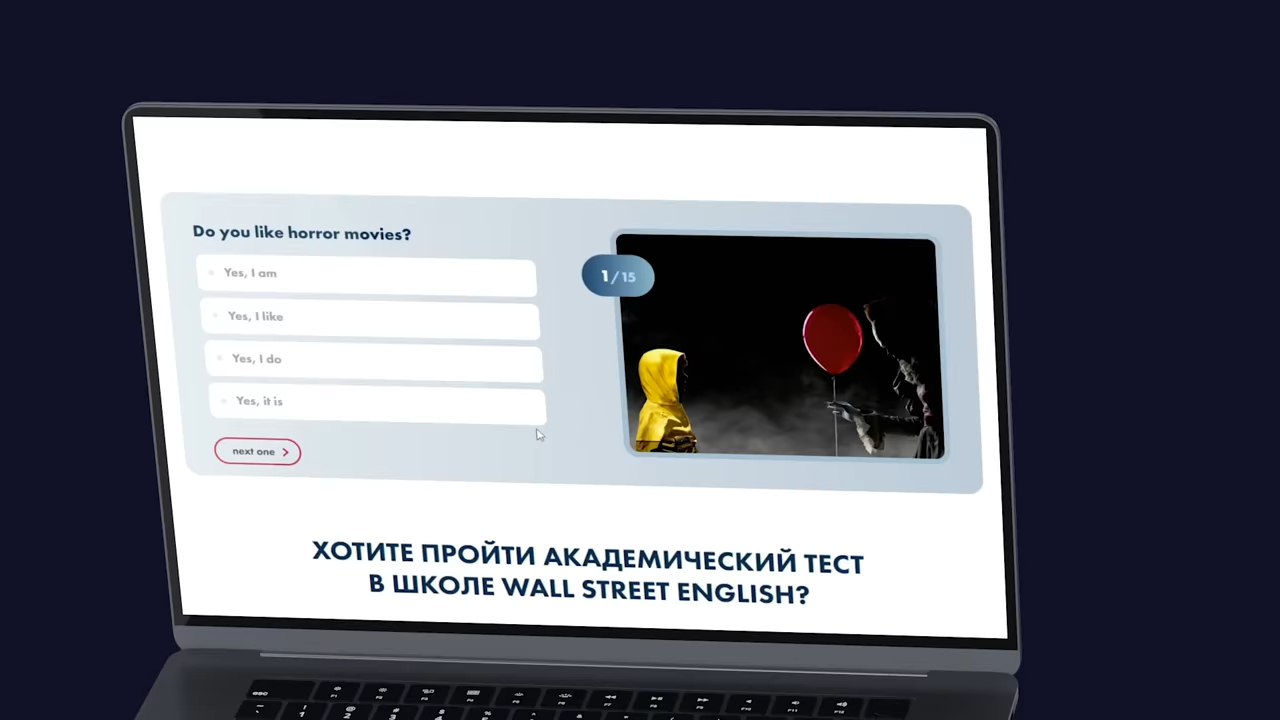 Do you like horror movies?
Yes, I am
Yes, I like
Yes, I do
Yes, it is
next one
1/15
ХОТИТЕ ПРОЙТИ АКАДЕМИЧЕСКИЙ ТЕСТ
В ШКОЛЕ WALL STREET ENGLISH?
esc